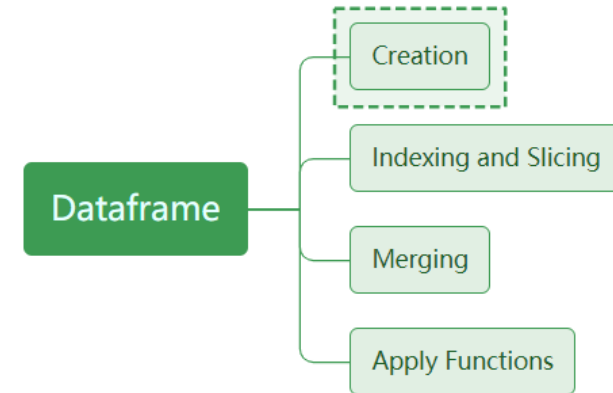 Dataframe
Creation
Indexing and Slicing
Merging
Apply Functions